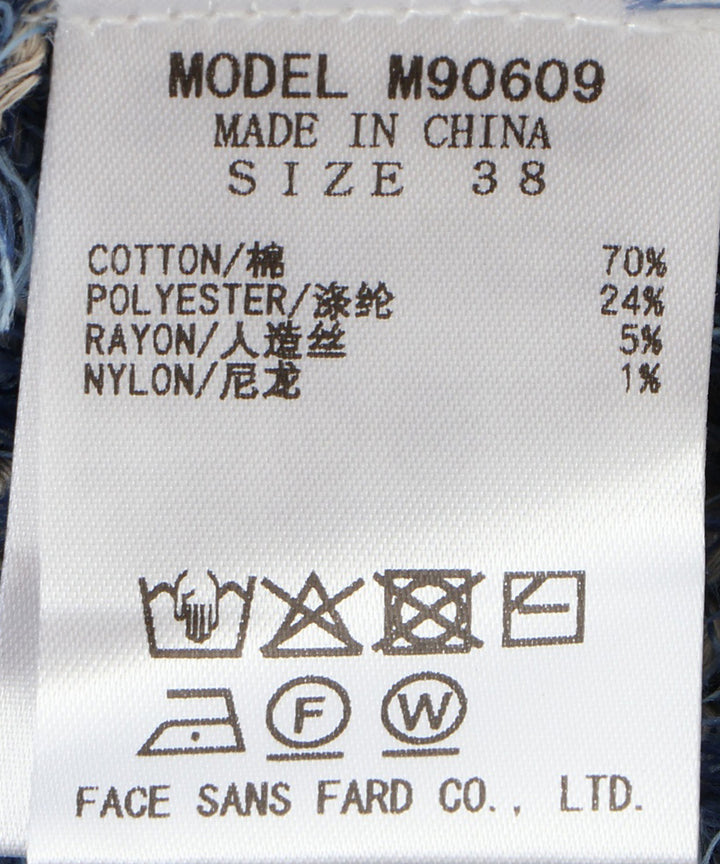 MODEL M90609
MADE IN CHINA
SIZE 38
COTTON/棉 70%
POLYESTER/涤纶 24%
RAYON/人造丝 5%
NYLON/尼龙 1%
F W
FACE SANS FARD CO., LTD.